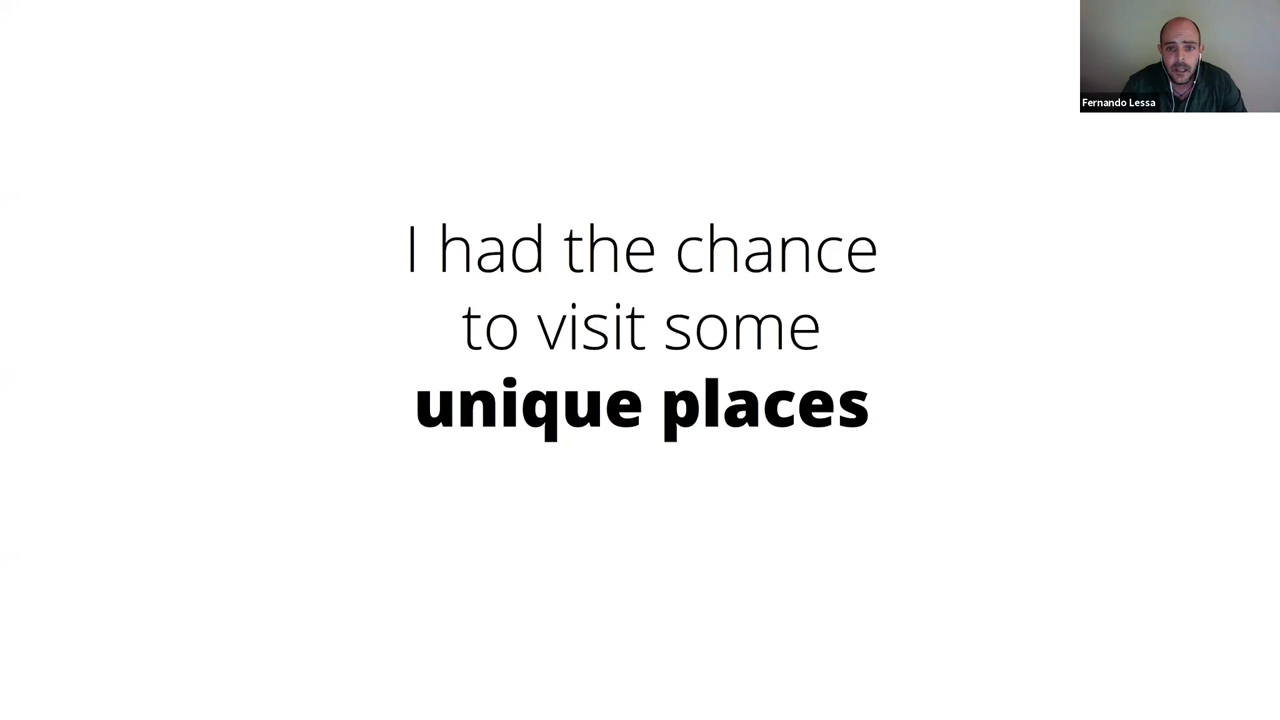 Fernando Lessa
I had the chance
to visit some
unique places